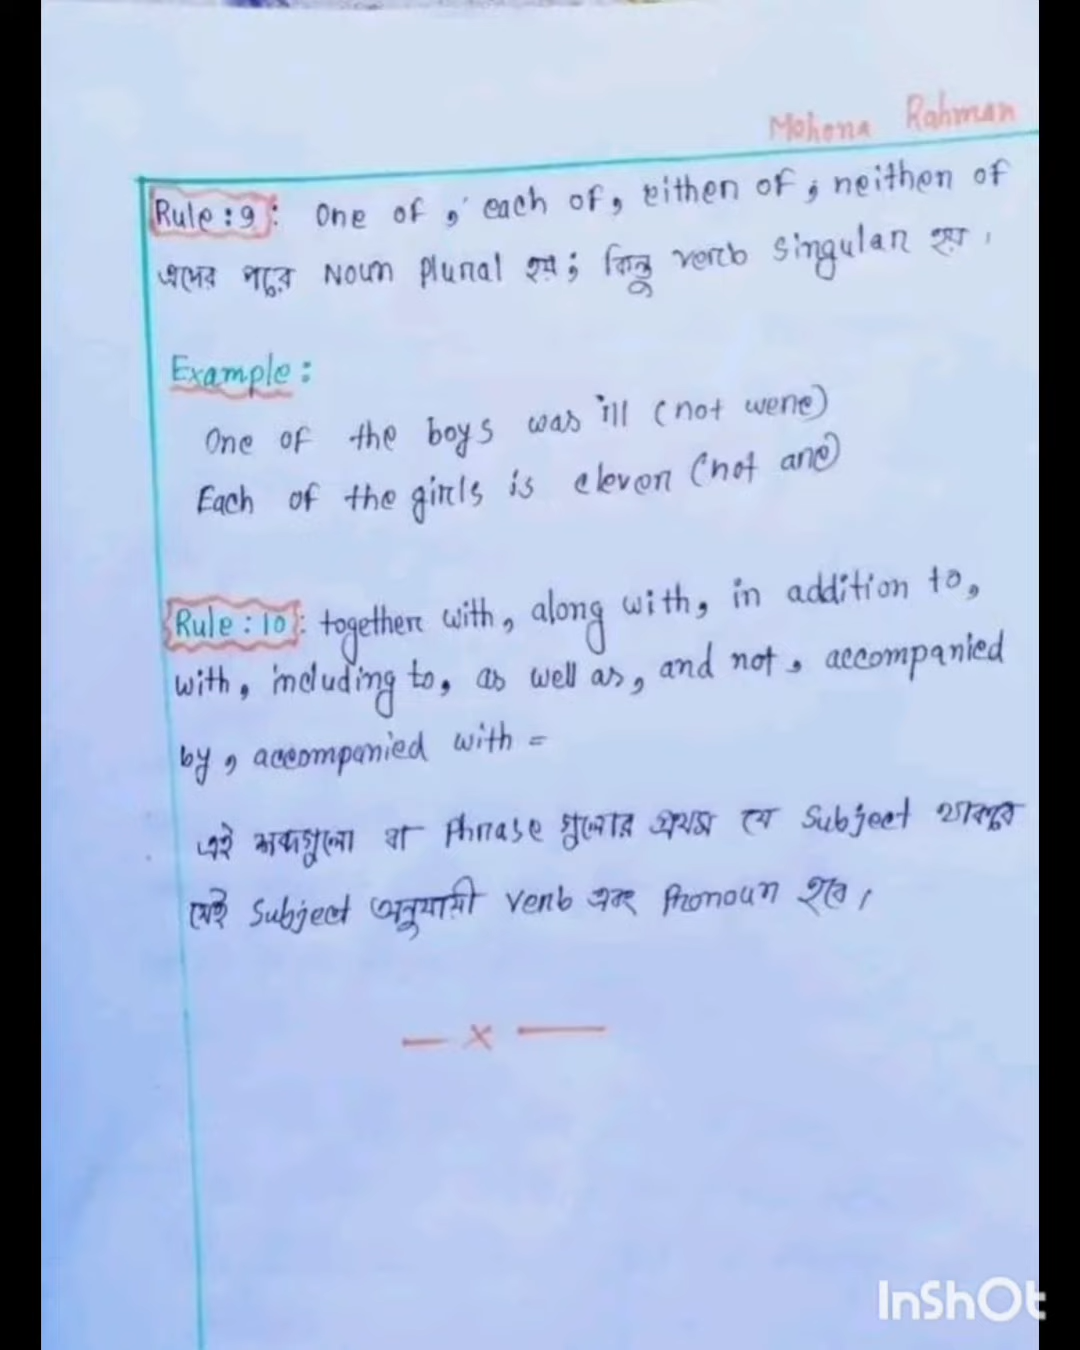 Mohona Rahman
Rule : 9 : One of, each of, either of, neither of
এদের পরে Noun plural হয়; কিন্তু verb singular হয়।
Example :
One of the boys was ill (not were)
Each of the girls is clever (not are)
Rule : 10 : together with, along with, in addition to,
with, including to, as well as, and not, accompanied
by, accompanied with =
এই শব্দগুলো বা Phrase গুলোর প্রথম যে Subject থাকবে
সেই Subject অনুযায়ী verb এবং Pronoun হবে।
— x —
InShOt